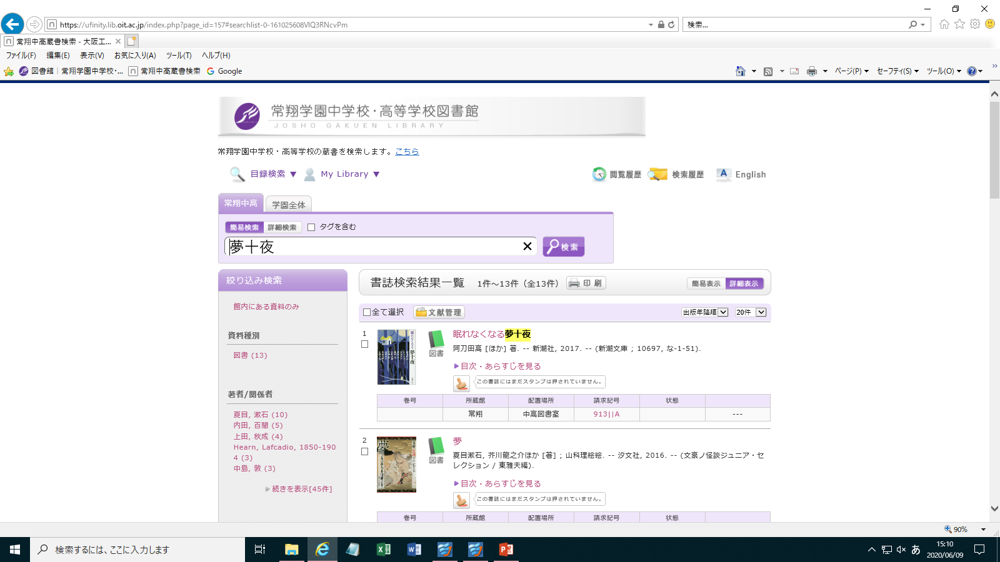 https://ufinity.lib.oit.ac.jp/index.php?page_id=157#searchlist-0-161025608VlQ3RNcvPm
検索...
常翔中高蔵書検索 - 大阪工...
ファイル(F) 編集(E) 表示(V) お気に入り(A) ツール(T) ヘルプ(H)
図書館 | 常翔学園中学校・... 常翔中高蔵書検索 Google
ページ(P) セーフティ(S) ツール(O)
常翔学園中学校・高等学校図書館
JOSHO GAKUEN LIBRARY
常翔学園中学校・高等学校の蔵書を検索します。こちら
目録検索 ▼ My Library ▼ 閲覧履歴 検索履歴 English
常翔中高 学園全体
簡易検索 詳細検索 タグを含む
夢十夜 検索
絞り込み検索
館内にある資料のみ
資料種別
図書 (13)
著者/関係者
夏目, 漱石 (10)
内田, 百間 (5)
上田, 秋成 (4)
Hearn, Lafcadio, 1850-190
4 (3)
中島, 敦 (3)
続きを表示[45件]
書誌検索結果一覧 1件～13件（全13件） 印刷 簡易表示 詳細表示
全て選択 文献管理 出版年降順 20件
1
図書
眠れなくなる夢十夜
阿刀田高 [ほか] 著. -- 新潮社, 2017. -- (新潮文庫 ; 10697, な-1-51).
目次・あらすじを見る
この書誌にはまだスタンプは押されていません。
巻号 所蔵館 配置場所 請求記号 状態
常翔 中高図書室 913||A ---
2
図書
夢
夏目漱石, 芥川龍之介ほか [著] ; 山科理絵絵. -- 汐文社, 2016. -- (文豪ノ怪談ジュニア・セ
レクション / 東雅夫編).
目次・あらすじを見る
この書誌にはまだスタンプは押されていません。
巻号 所蔵館 配置場所 請求記号 状態
90%
検索するには、ここに入力します
あ
15:10
2020/06/09